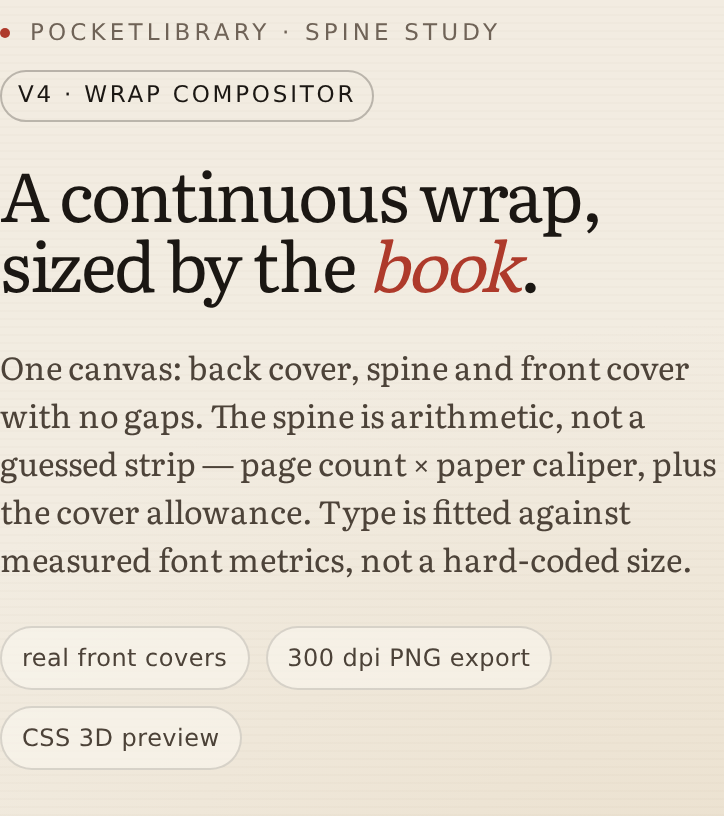 POCKETLIBRARY · SPINE STUDY
V4 · WRAP COMPOSITOR
A continuous wrap,
sized by the book.
One canvas: back cover, spine and front cover
with no gaps. The spine is arithmetic, not a
guessed strip — page count × paper caliper, plus
the cover allowance. Type is fitted against
measured font metrics, not a hard-coded size.
real front covers
300 dpi PNG export
CSS 3D preview